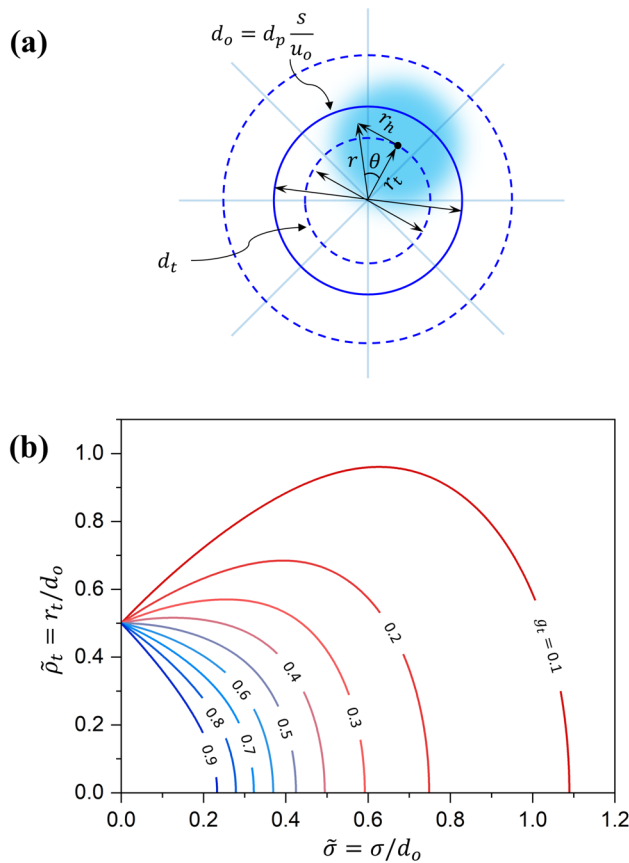 (a)
d_o = d_p s/u_o
r_h
r
θ
r_t
d_t
(b)
1.0
0.8
0.6
0.4
0.2
0.0
ρ̃_t = r_t/d_o
g_t = 0.1
0.2
0.3
0.4
0.5
0.6
0.7
0.8
0.9
0.0
0.2
0.4
0.6
0.8
1.0
1.2
σ̃ = σ/d_o